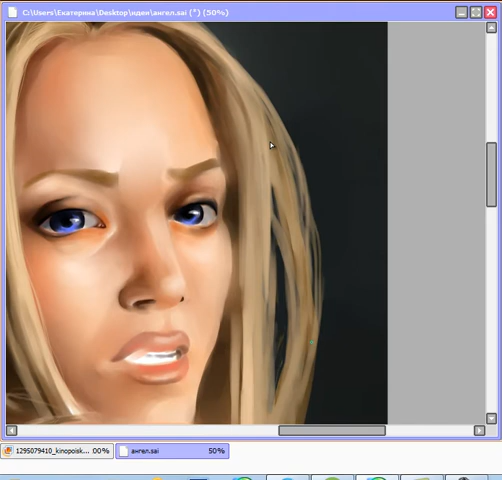 C:\Users\Екатерина\Desktop\идеи\ангел.sai (*) (50%)
1295079410_kinopoisk... :00%
ангел.sai 50%